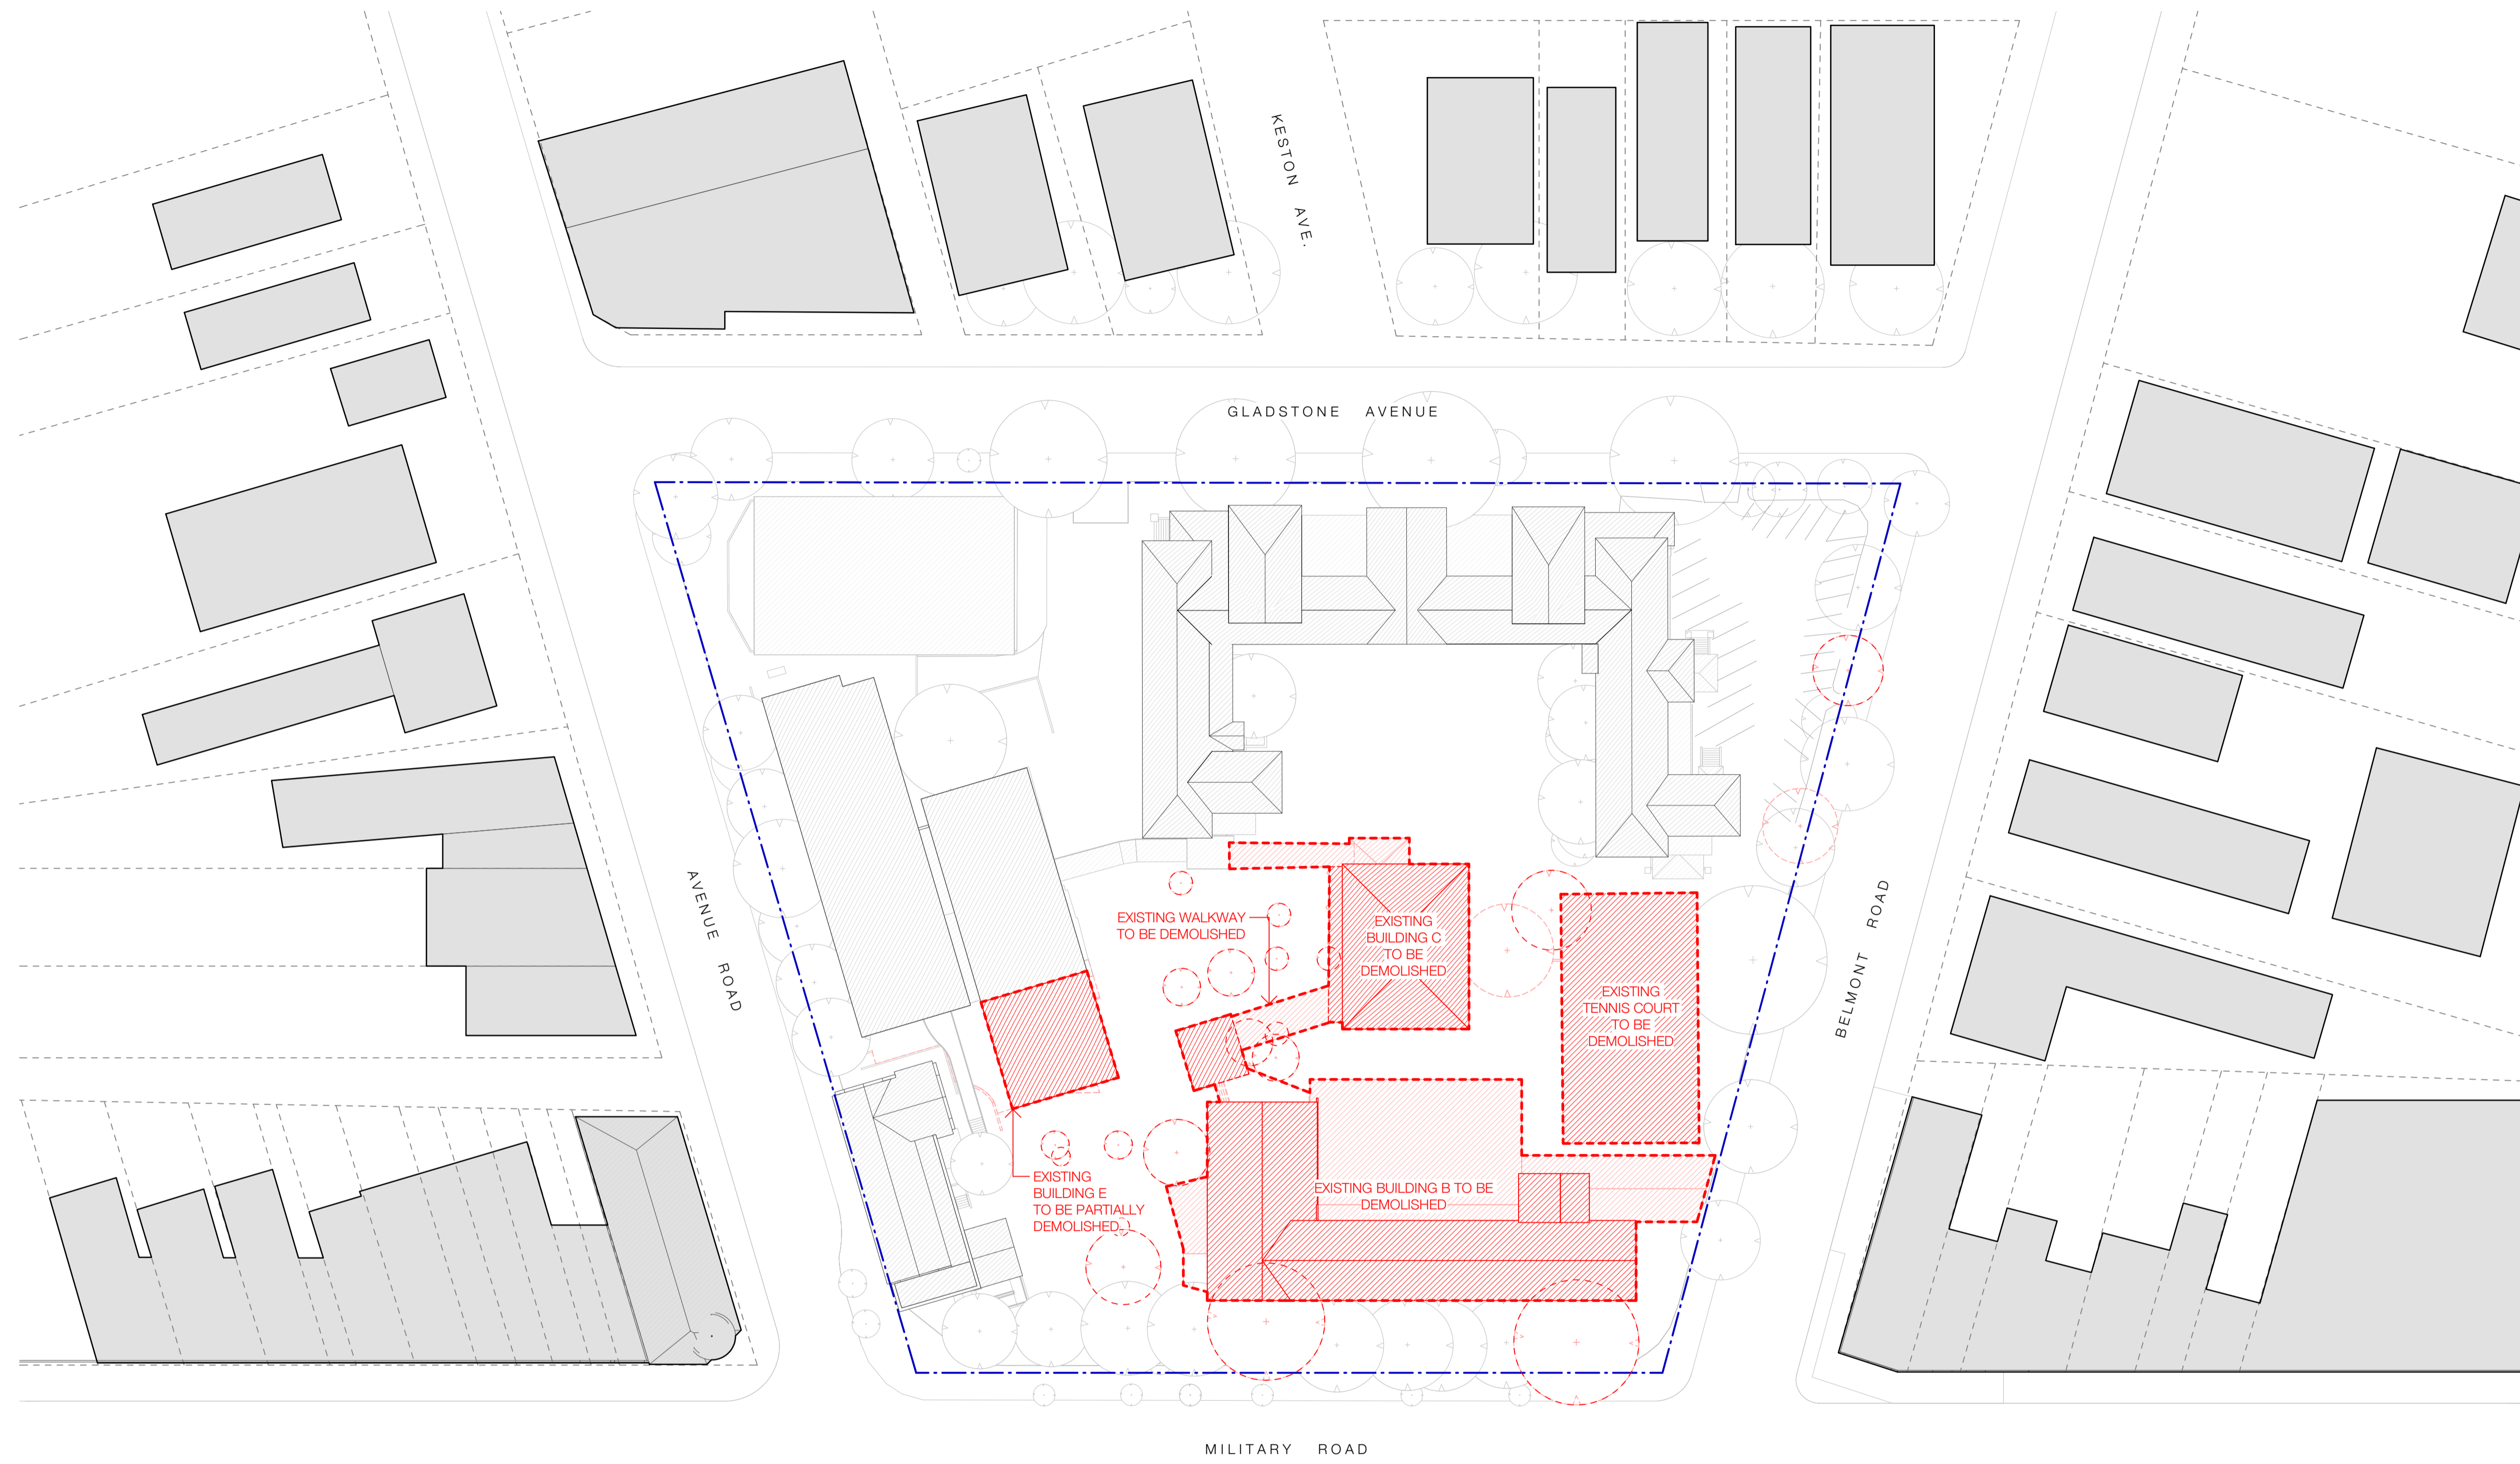 KESTON AVE.
GLADSTONE AVENUE
AVENUE ROAD
BELMONT ROAD
EXISTING WALKWAY
TO BE DEMOLISHED
EXISTING
BUILDING C
TO BE
DEMOLISHED
EXISTING
TENNIS COURT
TO BE
DEMOLISHED
EXISTING
BUILDING E
TO BE PARTIALLY
DEMOLISHED
EXISTING BUILDING B TO BE
DEMOLISHED
MILITARY ROAD